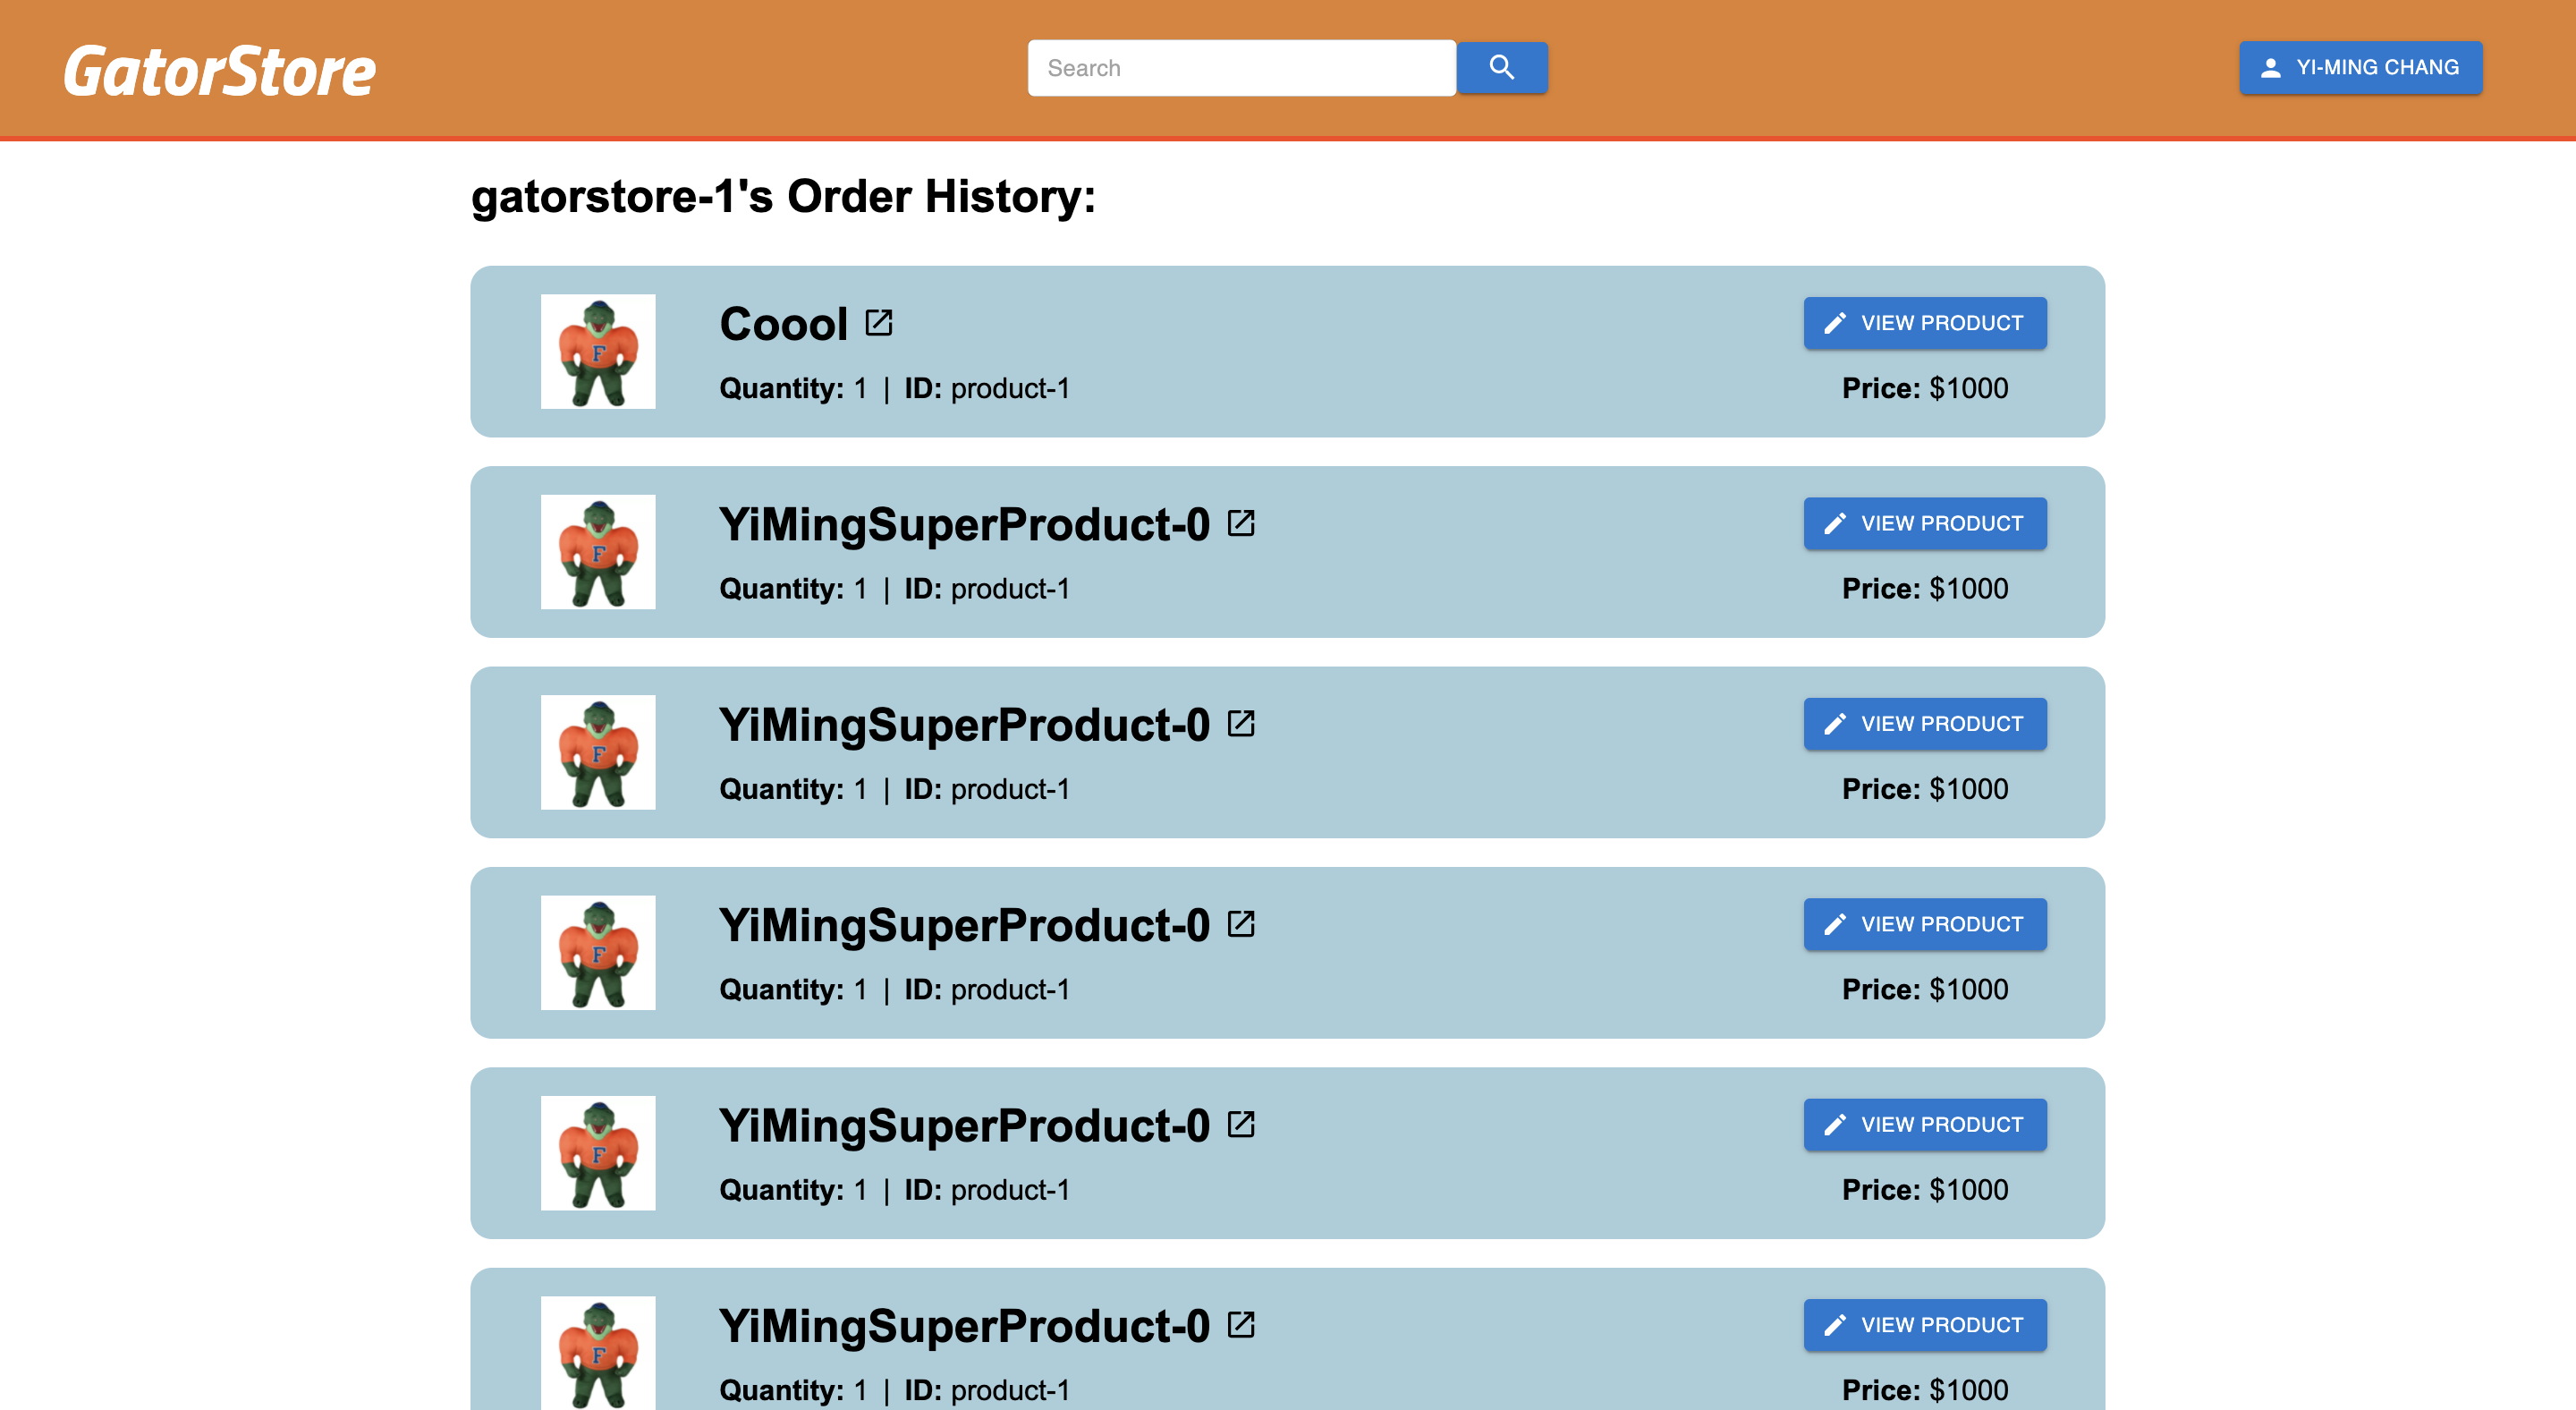 GatorStore
Search
YI-MING CHANG
gatorstore-1's Order History:
Coool
VIEW PRODUCT
Quantity: 1 | ID: product-1
Price: $1000
F
YiMingSuperProduct-0
VIEW PRODUCT
Quantity: 1 | ID: product-1
Price: $1000
F
YiMingSuperProduct-0
VIEW PRODUCT
Quantity: 1 | ID: product-1
Price: $1000
F
YiMingSuperProduct-0
VIEW PRODUCT
Quantity: 1 | ID: product-1
Price: $1000
F
YiMingSuperProduct-0
VIEW PRODUCT
Quantity: 1 | ID: product-1
Price: $1000
F
YiMingSuperProduct-0
VIEW PRODUCT
Quantity: 1 | ID: product-1
Price: $1000
F